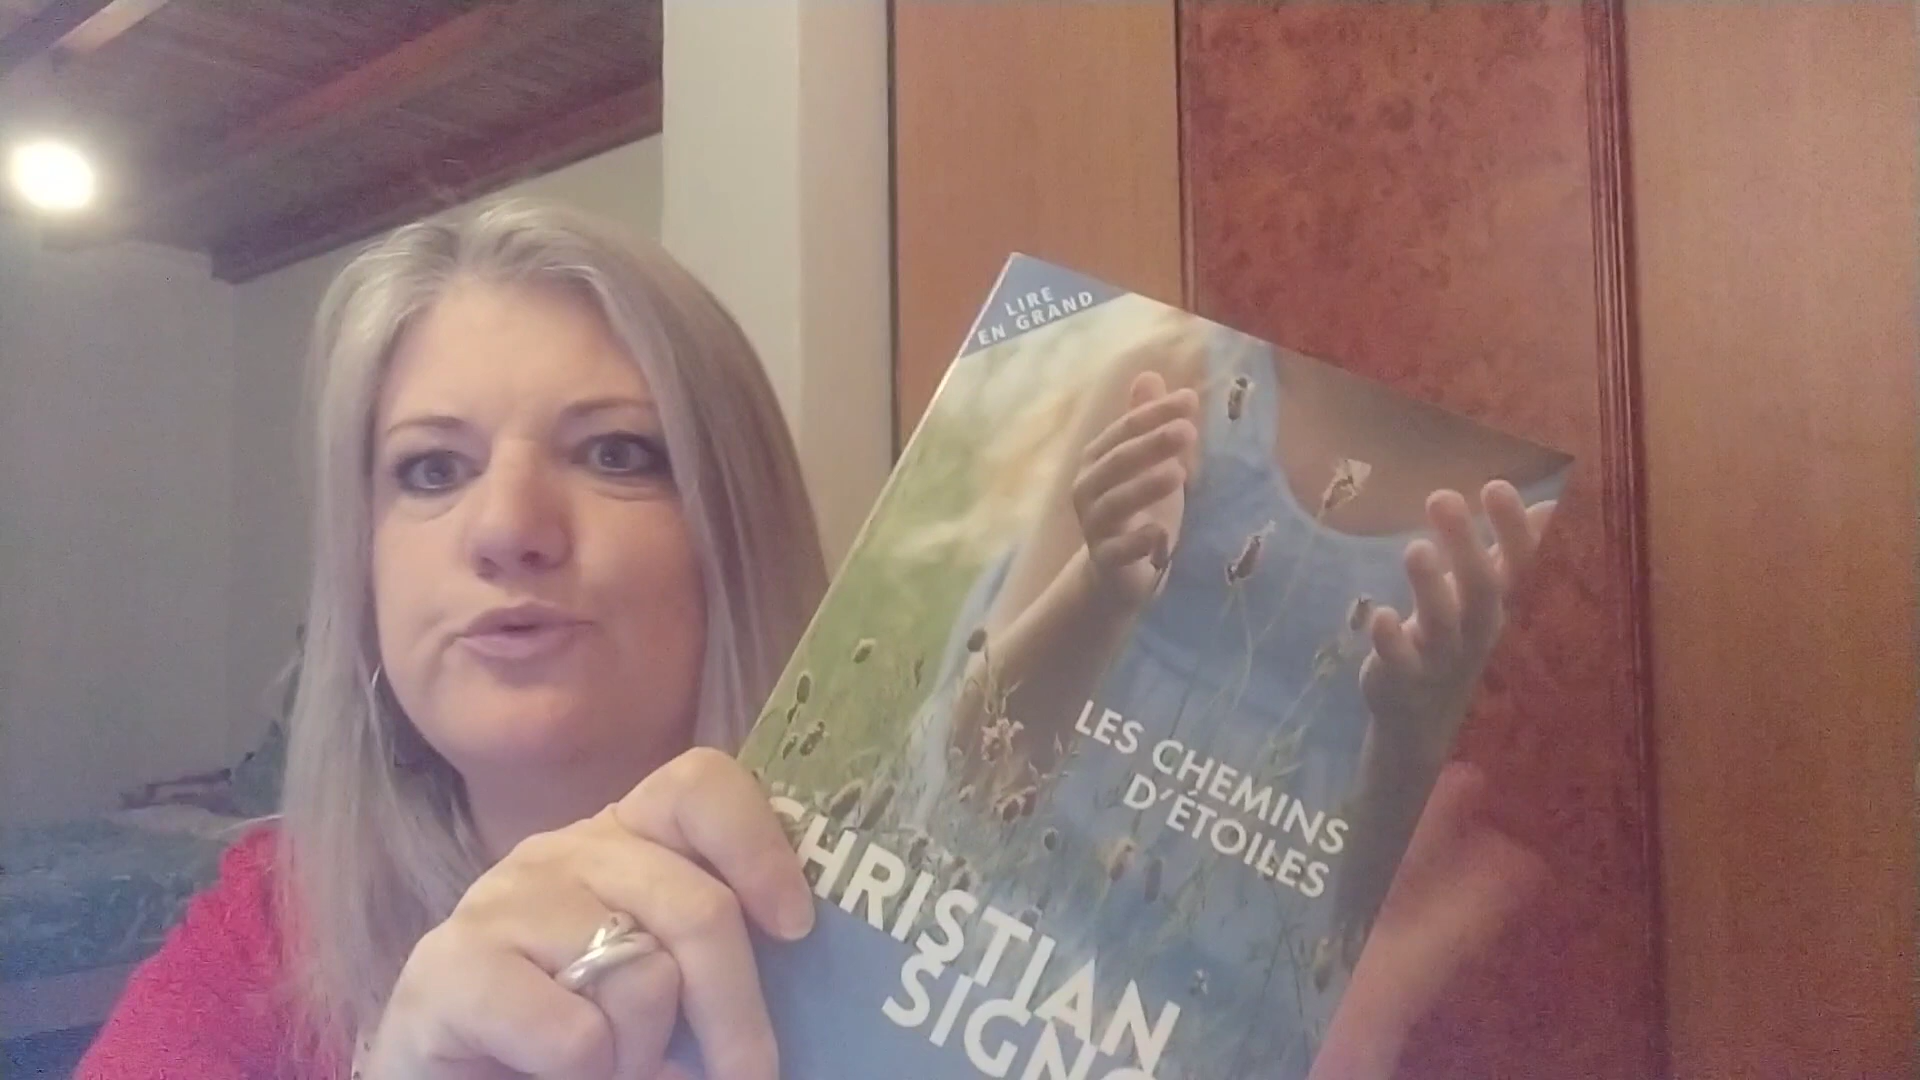 LIRE
EN GRAND
LES CHEMINS
D'ÉTOILES
CHRISTIAN